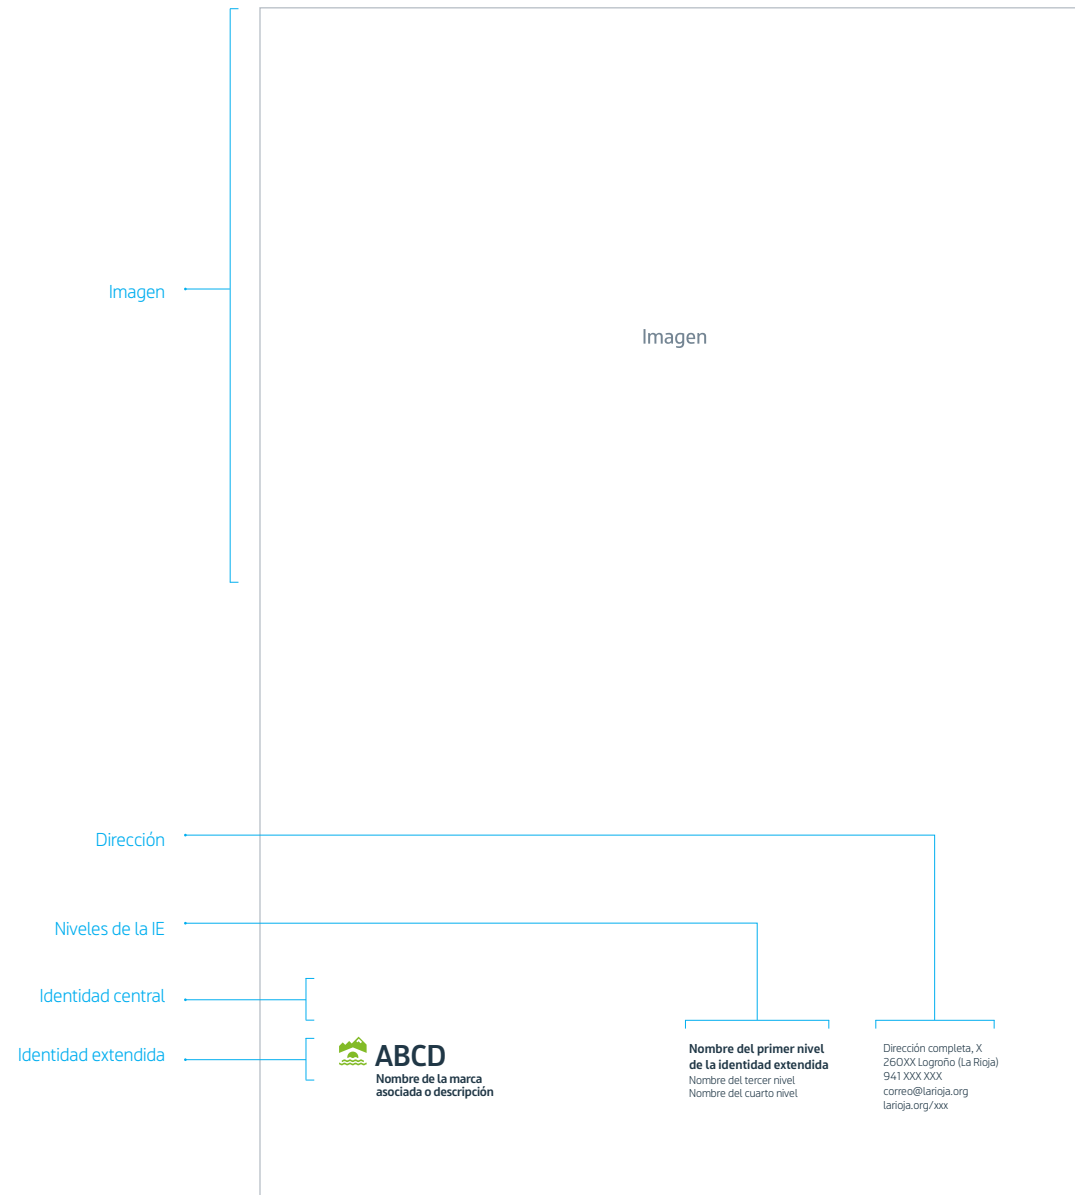 Imagen
Imagen
Dirección
Niveles de la IE
Identidad central
Identidad extendida
ABCD
Nombre de la marca
asociada o descripción
Nombre del primer nivel
de la identidad extendida
Nombre del tercer nivel
Nombre del cuarto nivel
Dirección completa, X
260XX Logroño (La Rioja)
941 XXX XXX
correo@larioja.org
larioja.org/xxx